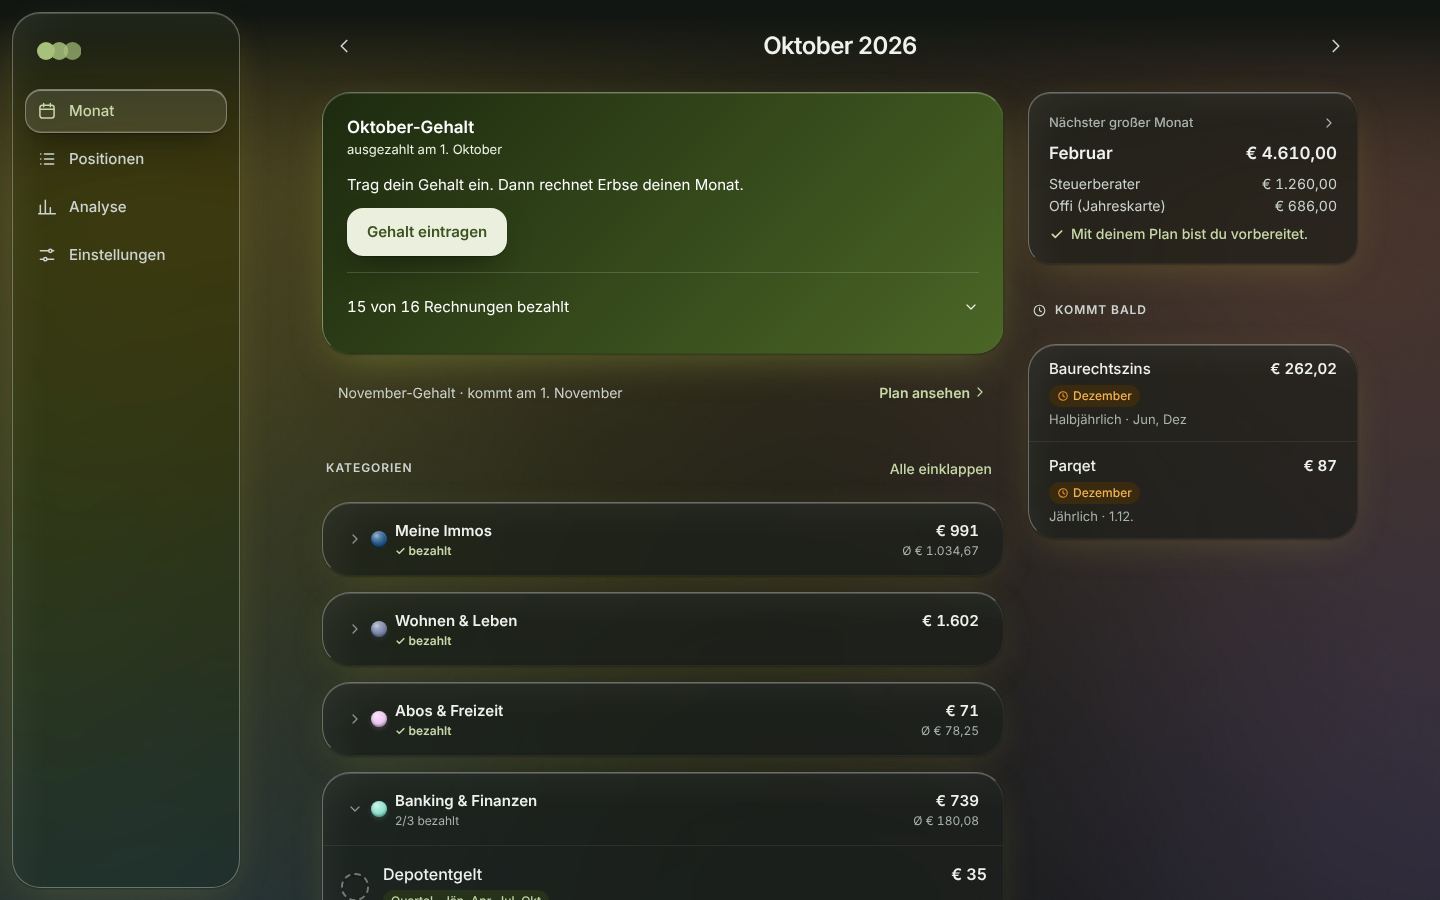 Oktober 2026
Monat
Positionen
Analyse
Einstellungen
Oktober-Gehalt
ausgezahlt am 1. Oktober
Trag dein Gehalt ein. Dann rechnet Erbse deinen Monat.
Gehalt eintragen
15 von 16 Rechnungen bezahlt
November-Gehalt · kommt am 1. November
Plan ansehen
KATEGORIEN
Alle einklappen
Meine Immos € 991
✓ bezahlt Ø € 1.034,67
Wohnen & Leben € 1.602
✓ bezahlt
Abos & Freizeit € 71
✓ bezahlt Ø € 78,25
Banking & Finanzen € 739
2/3 bezahlt Ø € 180,08
Depotentgelt € 35
Quartal · Jän, Apr, Jul, Okt
Nächster großer Monat
Februar € 4.610,00
Steuerberater € 1.260,00
Offi (Jahreskarte) € 686,00
✓ Mit deinem Plan bist du vorbereitet.
KOMMT BALD
Baurechtszins € 262,02
Dezember
Halbjährlich · Jun, Dez
Parqet € 87
Dezember
Jährlich · 1.12.